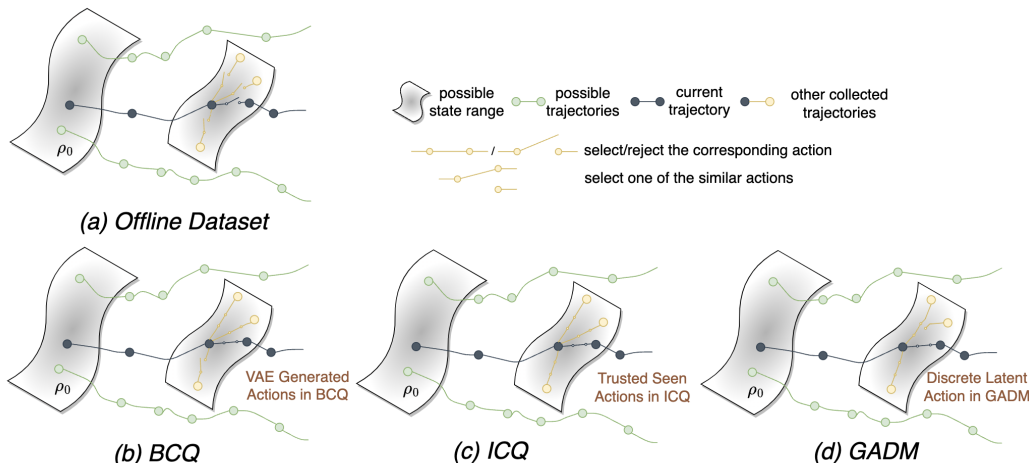 ρ0
(a) Offline Dataset
possible
state range
possible
trajectories
current
trajectory
other collected
trajectories
/
select/reject the corresponding action
select one of the similar actions
ρ0
VAE Generated
Actions in BCQ
(b) BCQ
ρ0
Trusted Seen
Actions in ICQ
(c) ICQ
ρ0
Discrete Latent
Action in GADM
(d) GADM